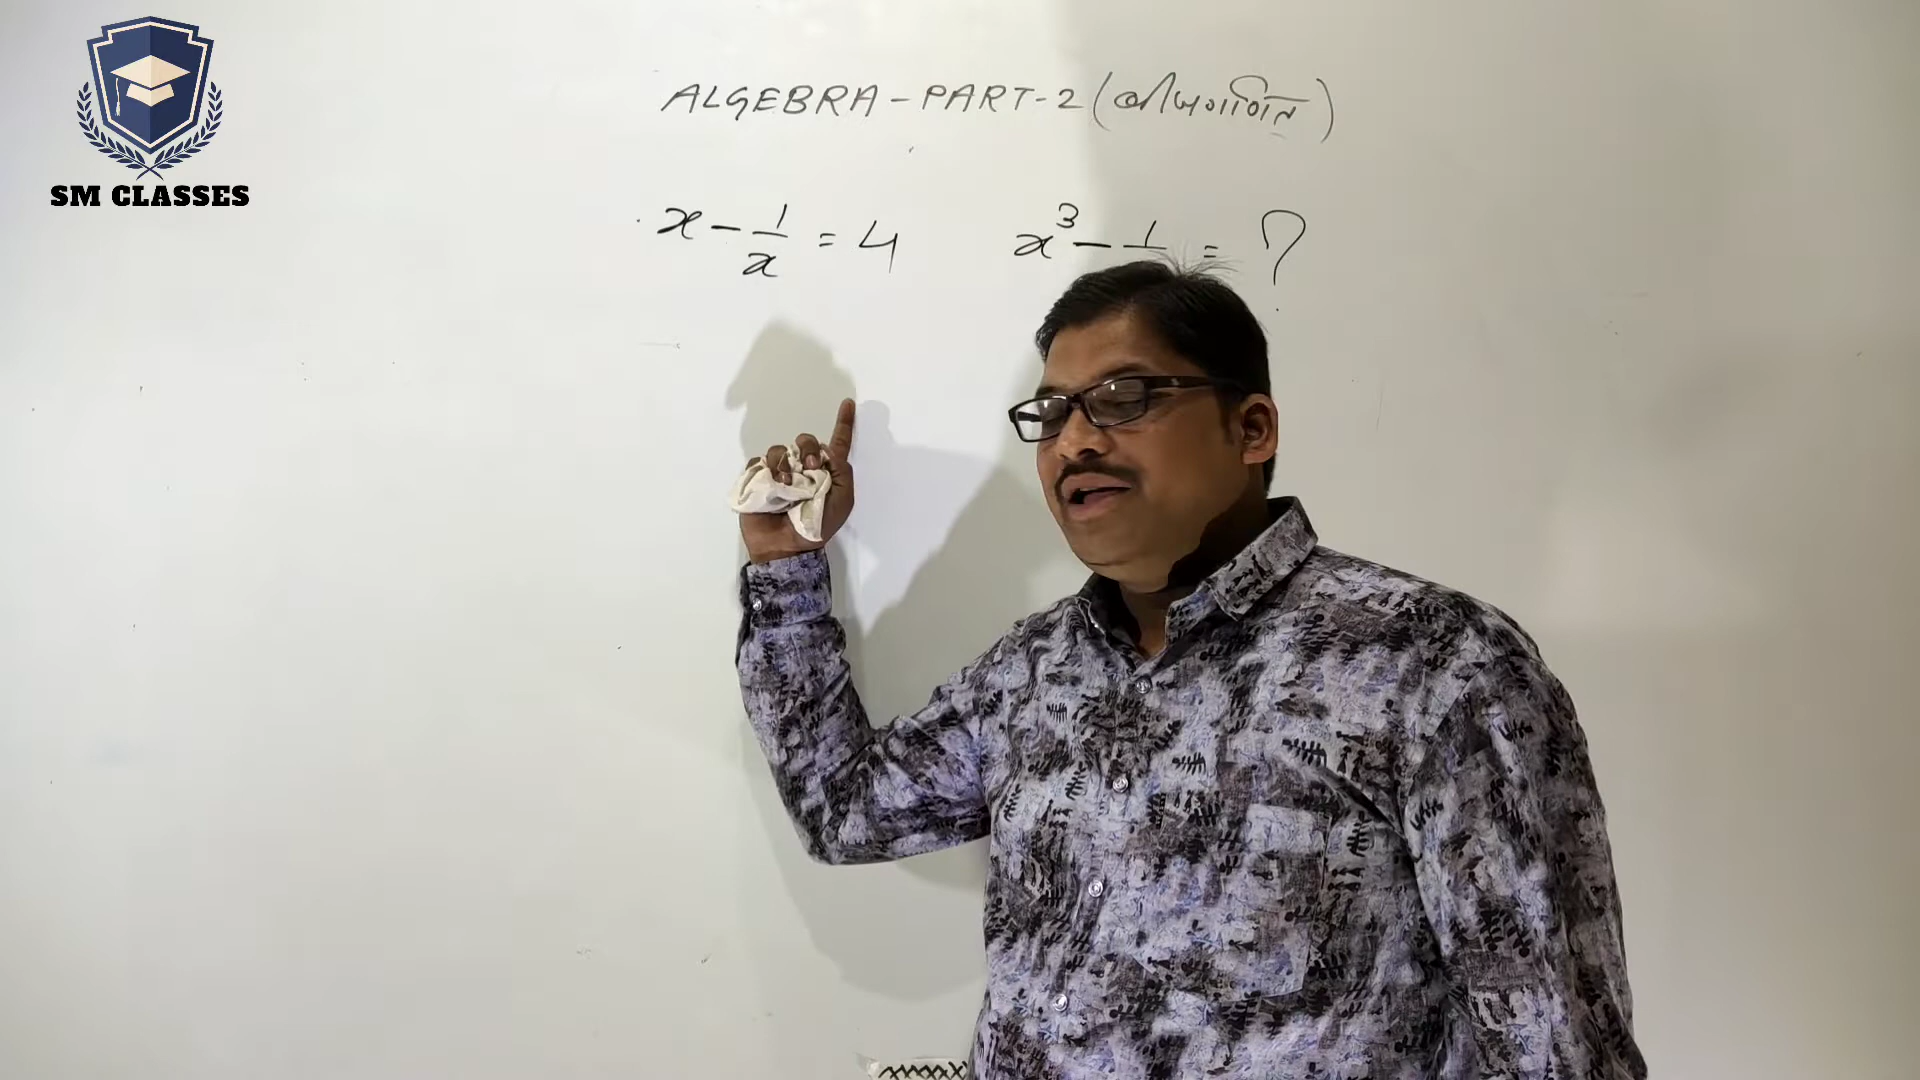 SM CLASSES
ALGEBRA - PART-2 (বীজগণিত)
x - 1/x = 4
x³ - 1 = ?